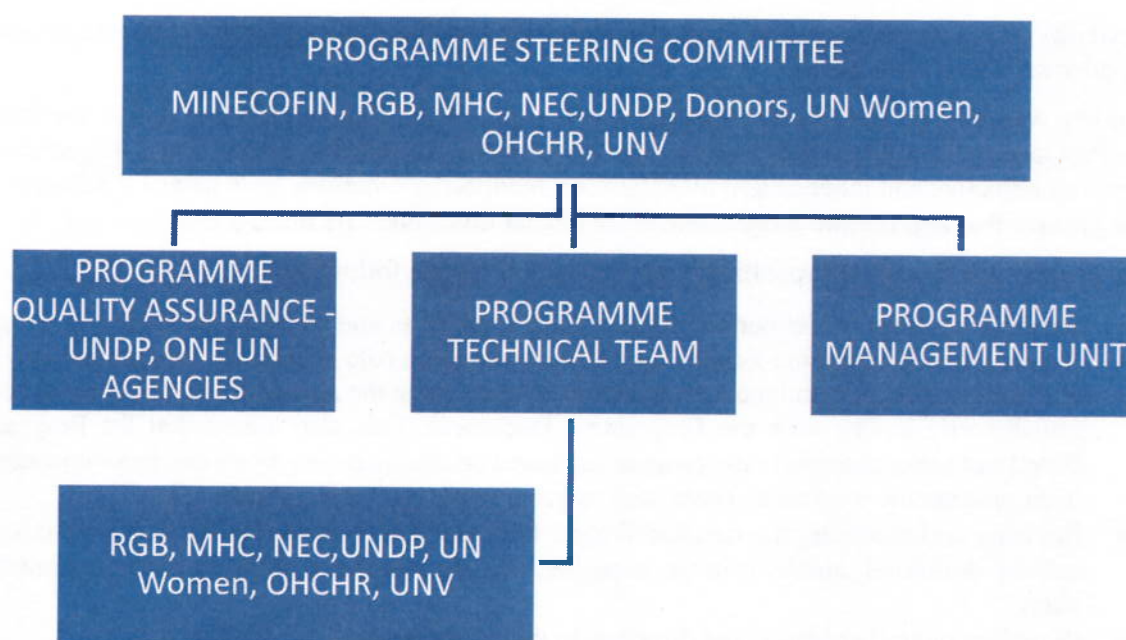 PROGRAMME STEERING COMMITTEE
MINECOFIN, RGB, MHC, NEC,UNDP, Donors, UN Women,
OHCHR, UNV
PROGRAMME
QUALITY ASSURANCE -
UNDP, ONE UN
AGENCIES
PROGRAMME
TECHNICAL TEAM
PROGRAMME
MANAGEMENT UNIT
RGB, MHC, NEC,UNDP, UN
Women, OHCHR, UNV